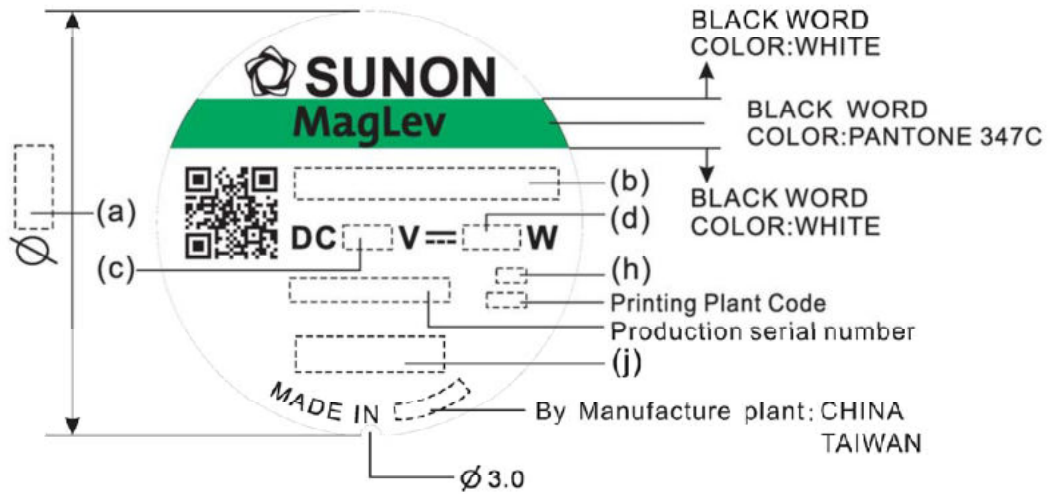 BLACK WORD
COLOR:WHITE
SUNON
MagLev
BLACK WORD
COLOR:PANTONE 347C
(b)
BLACK WORD
COLOR:WHITE
(a)
(d)
DC V W
Ø
(c)
(h)
Printing Plant Code
Production serial number
(j)
MADE IN
By Manufacture plant: CHINA
TAIWAN
Ø 3.0